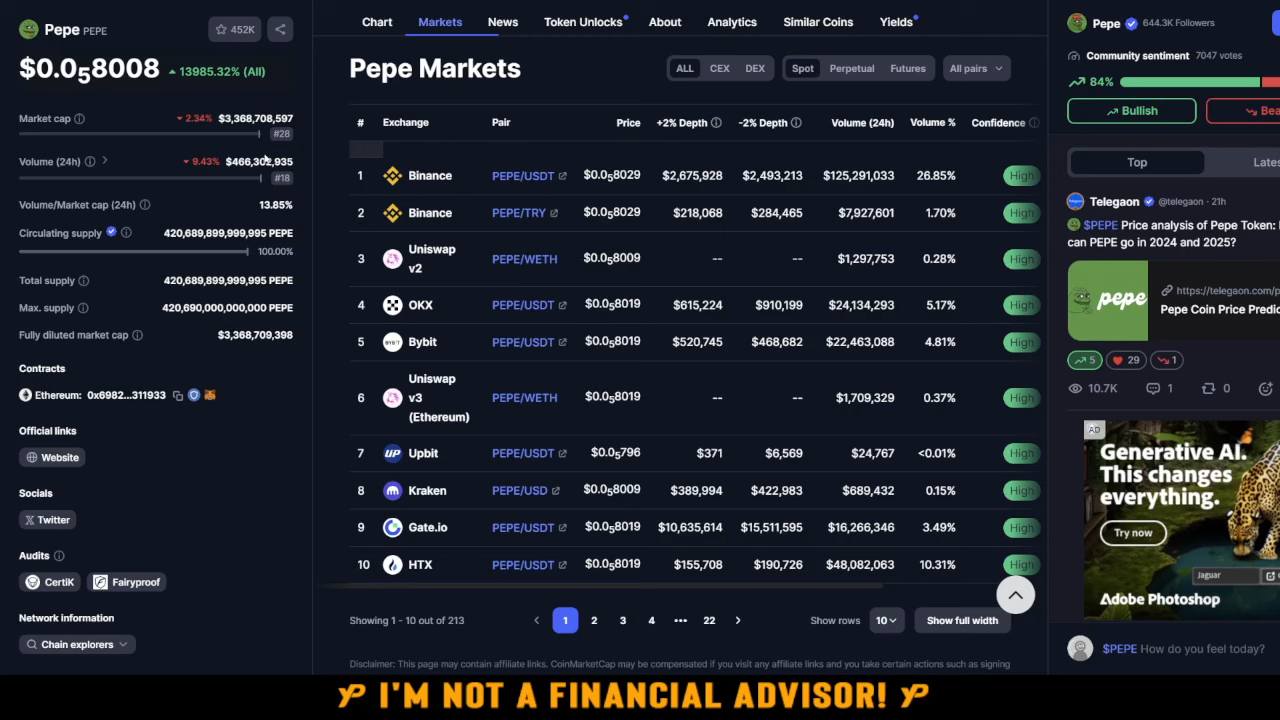 Pepe PEPE
452K
$0.0₅8008 13985.32% (All)
Market cap 2.34% $3,368,708,597
#28
Volume (24h) 9.43% $466,302,935
#18
Volume/Market cap (24h) 13.85%
Circulating supply 420,689,899,999,995 PEPE
100.00%
Total supply 420,689,899,999,995 PEPE
Max. supply 420,690,000,000,000 PEPE
Fully diluted market cap $3,368,709,398
Contracts
Ethereum: 0x6982...311933
Official links
Website
Socials
Twitter
Audits
CertiK Fairyproof
Network information
Chain explorers
Chart Markets News Token Unlocks About Analytics Similar Coins Yields
Pepe Markets
ALL CEX DEX Spot Perpetual Futures All pairs
# Exchange Pair Price +2% Depth -2% Depth Volume (24h) Volume % Confidence
1 Binance PEPE/USDT $0.0₅8029 $2,675,928 $2,493,213 $125,291,033 26.85% High
2 Binance PEPE/TRY $0.0₅8029 $218,068 $284,465 $7,927,601 1.70% High
3 Uniswap v2 PEPE/WETH $0.0₅8009 -- -- $1,297,753 0.28% High
4 OKX PEPE/USDT $0.0₅8019 $615,224 $910,199 $24,134,293 5.17% High
5 Bybit PEPE/USDT $0.0₅8019 $520,745 $468,682 $22,463,088 4.81% High
6 Uniswap v3 (Ethereum) PEPE/WETH $0.0₅8019 -- -- $1,709,329 0.37% High
7 Upbit PEPE/USDT $0.0₅796 $371 $6,569 $24,767 <0.01% High
8 Kraken PEPE/USD $0.0₅8009 $389,994 $422,983 $689,432 0.15% High
9 Gate.io PEPE/USDT $0.0₅8019 $10,635,614 $15,511,595 $16,266,346 3.49% High
10 HTX PEPE/USDT $0.0₅8019 $155,708 $190,726 $48,082,063 10.31% High
Showing 1 - 10 out of 213 1 2 3 4 ••• 22 Show rows 10 Show full width
Disclaimer: This page may contain affiliate links. CoinMarketCap may be compensated if you visit any affiliate links and you take certain actions such as signing
Pepe 644.3K Followers
Community sentiment 7047 votes
84%
Bullish Bea
Top Lates
Telegaon @telegaon · 21h
$PEPE Price analysis of Pepe Token:
can PEPE go in 2024 and 2025?
pepe
https://telegaon.com/p
Pepe Coin Price Predic
5 29 1
10.7K 1 0
AD
Generative AI.
This changes
everything.
Try now
Jaguar
Adobe Photoshop
$PEPE How do you feel today?
I'M NOT A FINANCIAL ADVISOR!